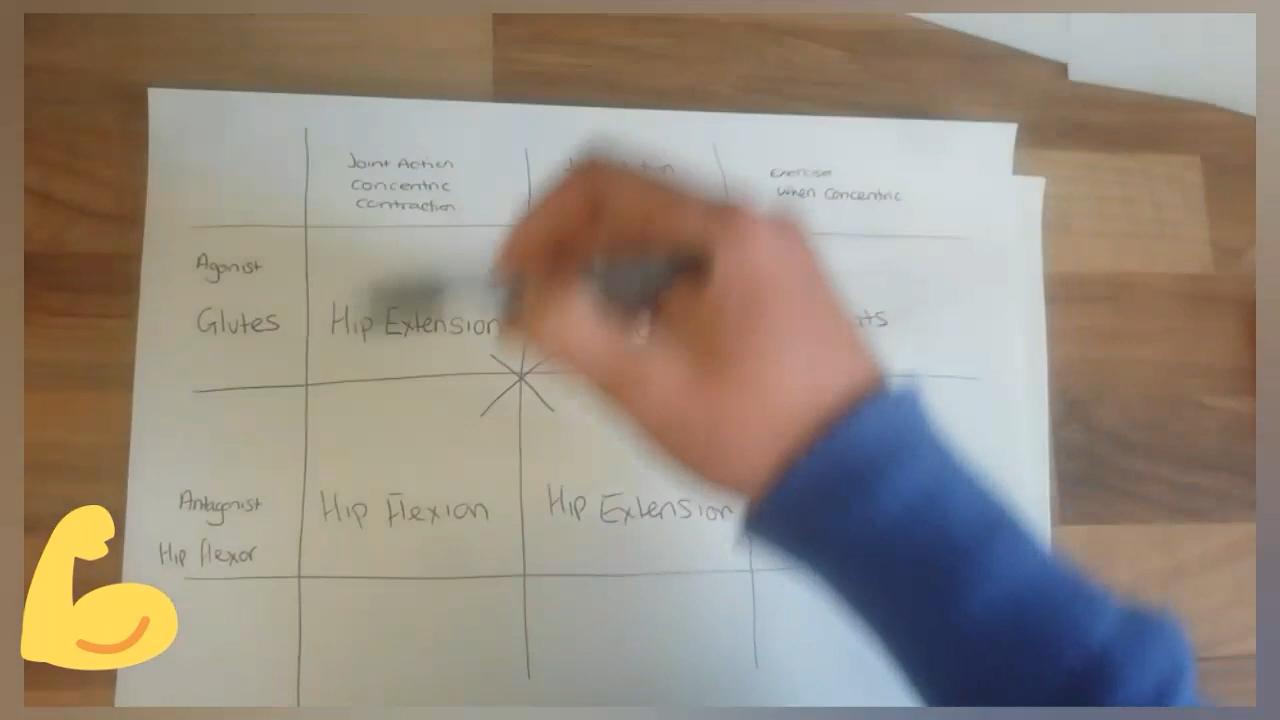 Joint Action
Concentric
Contraction
Exercise
when concentric
Agonist
Glutes
Hip Extension
Antagonist
Hip flexor
Hip Flexion
Hip Extension